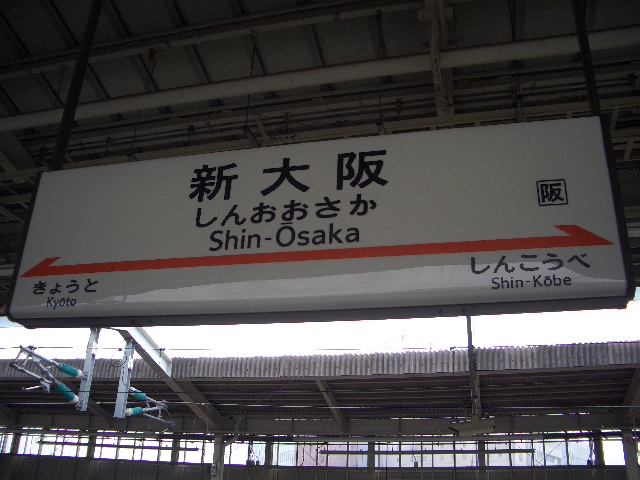 新大阪
しんおおさか
Shin-Ōsaka
阪
きょうと
Kyōto
しんこうべ
Shin-Kōbe